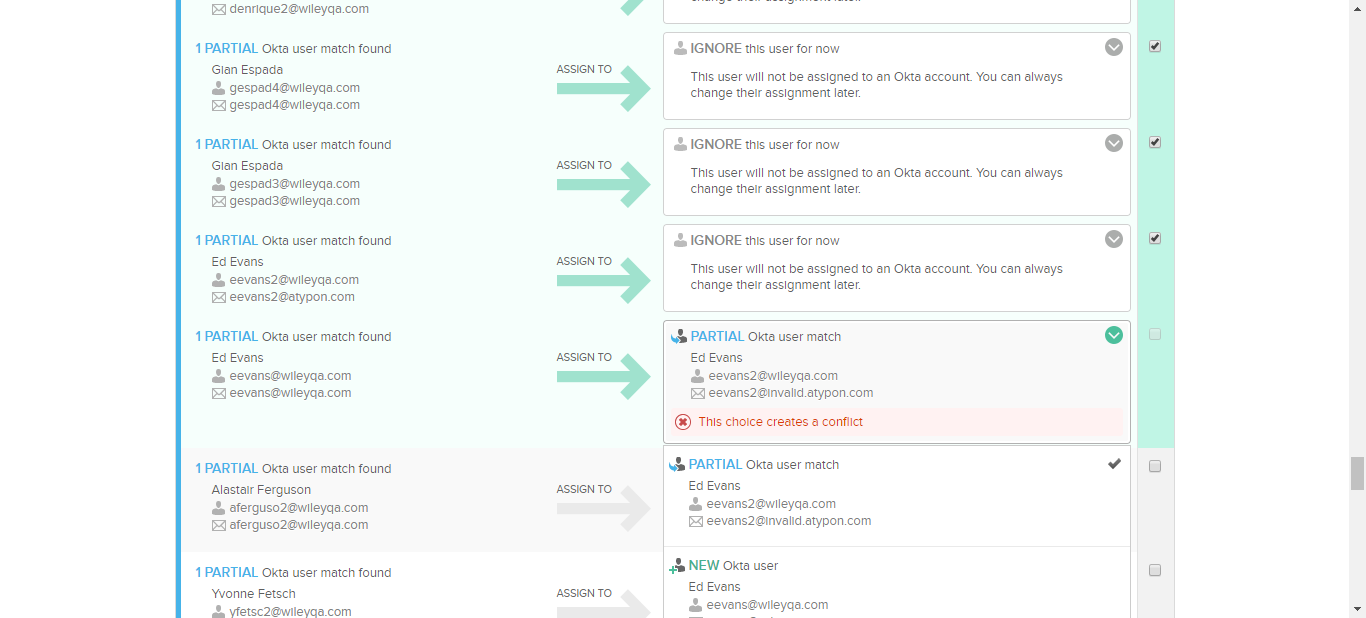 denrique2@wileyqa.com
change their assignment later.
1 PARTIAL Okta user match found
Gian Espada
gespad4@wileyqa.com
gespad4@wileyqa.com
ASSIGN TO
IGNORE this user for now
This user will not be assigned to an Okta account. You can always
change their assignment later.
1 PARTIAL Okta user match found
Gian Espada
gespad3@wileyqa.com
gespad3@wileyqa.com
ASSIGN TO
IGNORE this user for now
This user will not be assigned to an Okta account. You can always
change their assignment later.
1 PARTIAL Okta user match found
Ed Evans
eevans2@wileyqa.com
eevans2@atypon.com
ASSIGN TO
IGNORE this user for now
This user will not be assigned to an Okta account. You can always
change their assignment later.
1 PARTIAL Okta user match found
Ed Evans
eevans@wileyqa.com
eevans@wileyqa.com
ASSIGN TO
PARTIAL Okta user match
Ed Evans
eevans2@wileyqa.com
eevans2@invalid.atypon.com
This choice creates a conflict
1 PARTIAL Okta user match found
Alastair Ferguson
aferguso2@wileyqa.com
aferguso2@wileyqa.com
ASSIGN TO
PARTIAL Okta user match
Ed Evans
eevans2@wileyqa.com
eevans2@invalid.atypon.com
1 PARTIAL Okta user match found
Yvonne Fetsch
yfetsc2@wileyqa.com
ASSIGN TO
NEW Okta user
Ed Evans
eevans@wileyqa.com